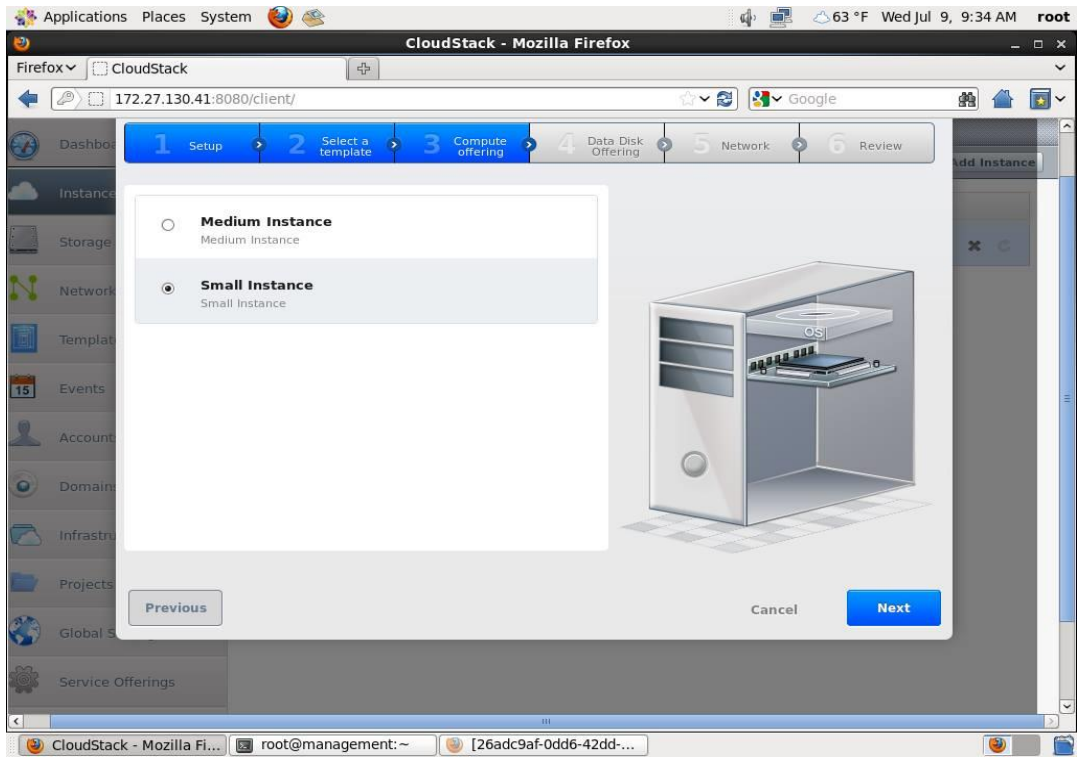 Applications Places System 63 °F Wed Jul 9, 9:34 AM root
CloudStack - Mozilla Firefox
Firefox CloudStack
172.27.130.41:8080/client/ Google
1 Setup 2 Select a template 3 Compute offering 4 Data Disk Offering 5 Network 6 Review
Add Instance
Dashboa
Instance
Storage
Network
Templat
15 Events
Account
Domains
Infrastru
Projects
Global S
Service Offerings
Medium Instance
Medium Instance
Small Instance
Small Instance
OS
Previous Cancel Next
CloudStack - Mozilla Fi... root@management:~ [26adc9af-0dd6-42dd-...